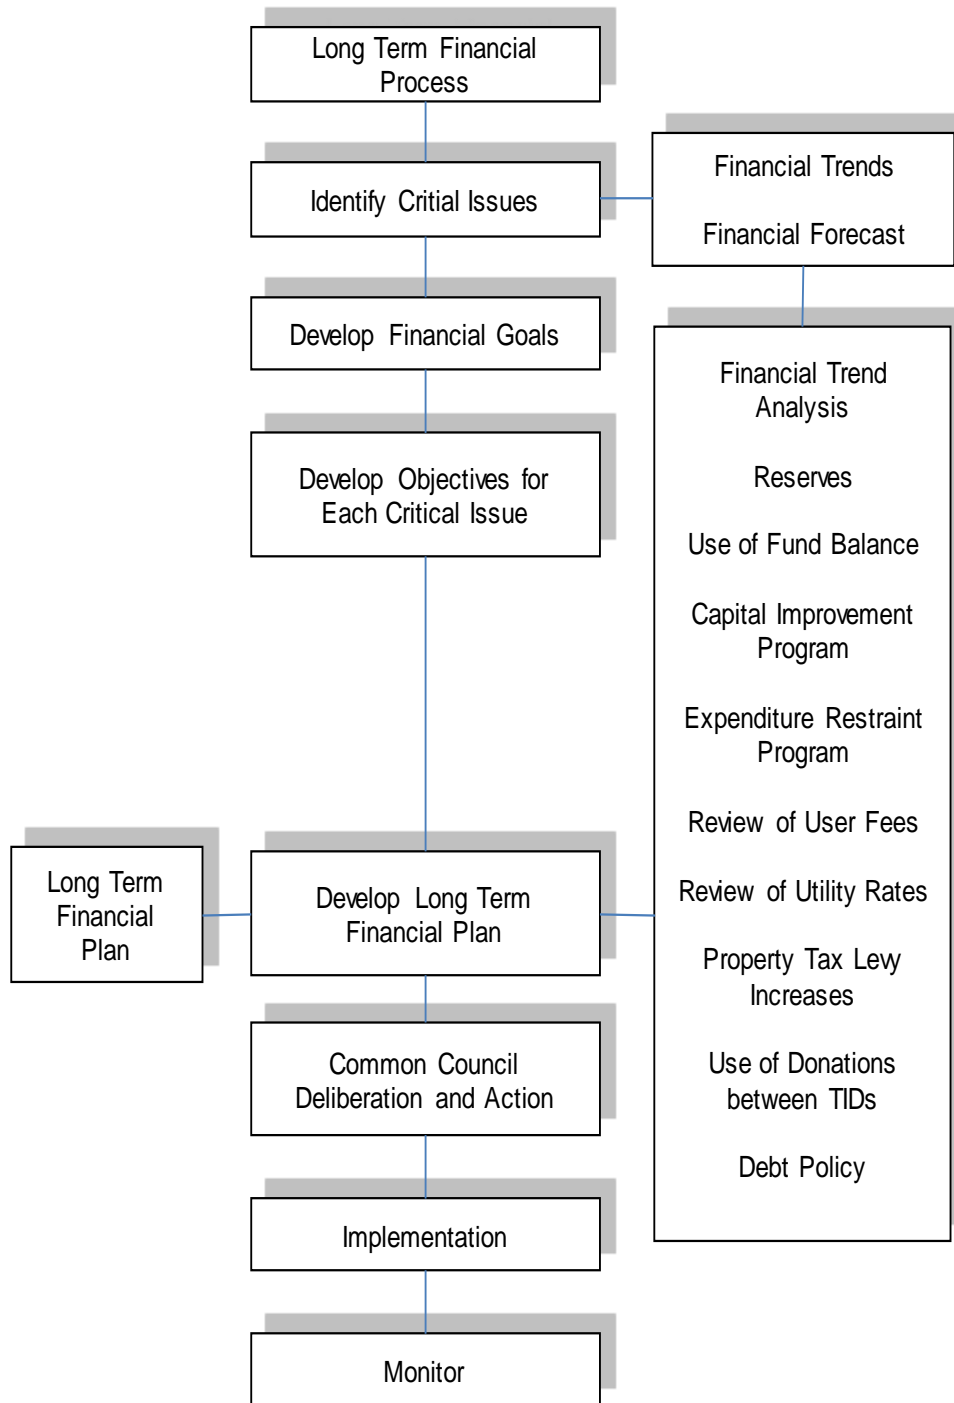 Long Term Financial
Process
Identify Critial Issues
Financial Trends
Financial Forecast
Develop Financial Goals
Develop Objectives for
Each Critical Issue
Financial Trend
Analysis
Reserves
Use of Fund Balance
Capital Improvement
Program
Expenditure Restraint
Program
Review of User Fees
Review of Utility Rates
Property Tax Levy
Increases
Use of Donations
between TIDs
Debt Policy
Long Term
Financial
Plan
Develop Long Term
Financial Plan
Common Council
Deliberation and Action
Implementation
Monitor